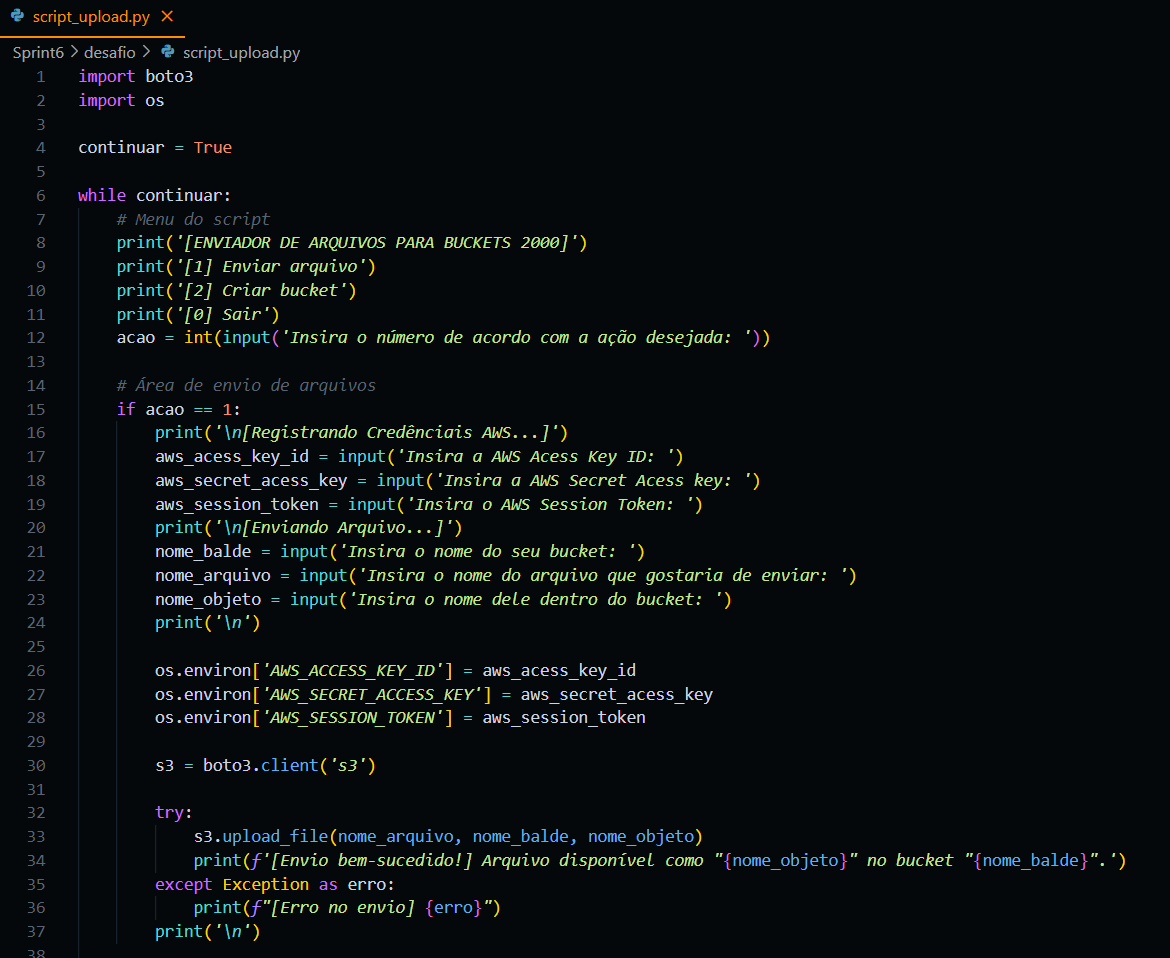 script_upload.py ✕
Sprint6 > desafio > script_upload.py
1 import boto3
2 import os
3
4 continuar = True
5
6 while continuar:
7     # Menu do script
8     print('[ENVIADOR DE ARQUIVOS PARA BUCKETS 2000]')
9     print('[1] Enviar arquivo')
10     print('[2] Criar bucket')
11     print('[0] Sair')
12     acao = int(input('Insira o número de acordo com a ação desejada: '))
13
14     # Área de envio de arquivos
15     if acao == 1:
16         print('\n[Registrando Credênciais AWS...]')
17         aws_acess_key_id = input('Insira a AWS Acess Key ID: ')
18         aws_secret_acess_key = input('Insira a AWS Secret Acess key: ')
19         aws_session_token = input('Insira o AWS Session Token: ')
20         print('\n[Enviando Arquivo...]')
21         nome_balde = input('Insira o nome do seu bucket: ')
22         nome_arquivo = input('Insira o nome do arquivo que gostaria de enviar: ')
23         nome_objeto = input('Insira o nome dele dentro do bucket: ')
24         print('\n')
25
26         os.environ['AWS_ACCESS_KEY_ID'] = aws_acess_key_id
27         os.environ['AWS_SECRET_ACCESS_KEY'] = aws_secret_acess_key
28         os.environ['AWS_SESSION_TOKEN'] = aws_session_token
29
30         s3 = boto3.client('s3')
31
32         try:
33             s3.upload_file(nome_arquivo, nome_balde, nome_objeto)
34             print(f'[Envio bem-sucedido!] Arquivo disponível como "{nome_objeto}" no bucket "{nome_balde}".')
35         except Exception as erro:
36             print(f"[Erro no envio] {erro}")
37         print('\n')
38